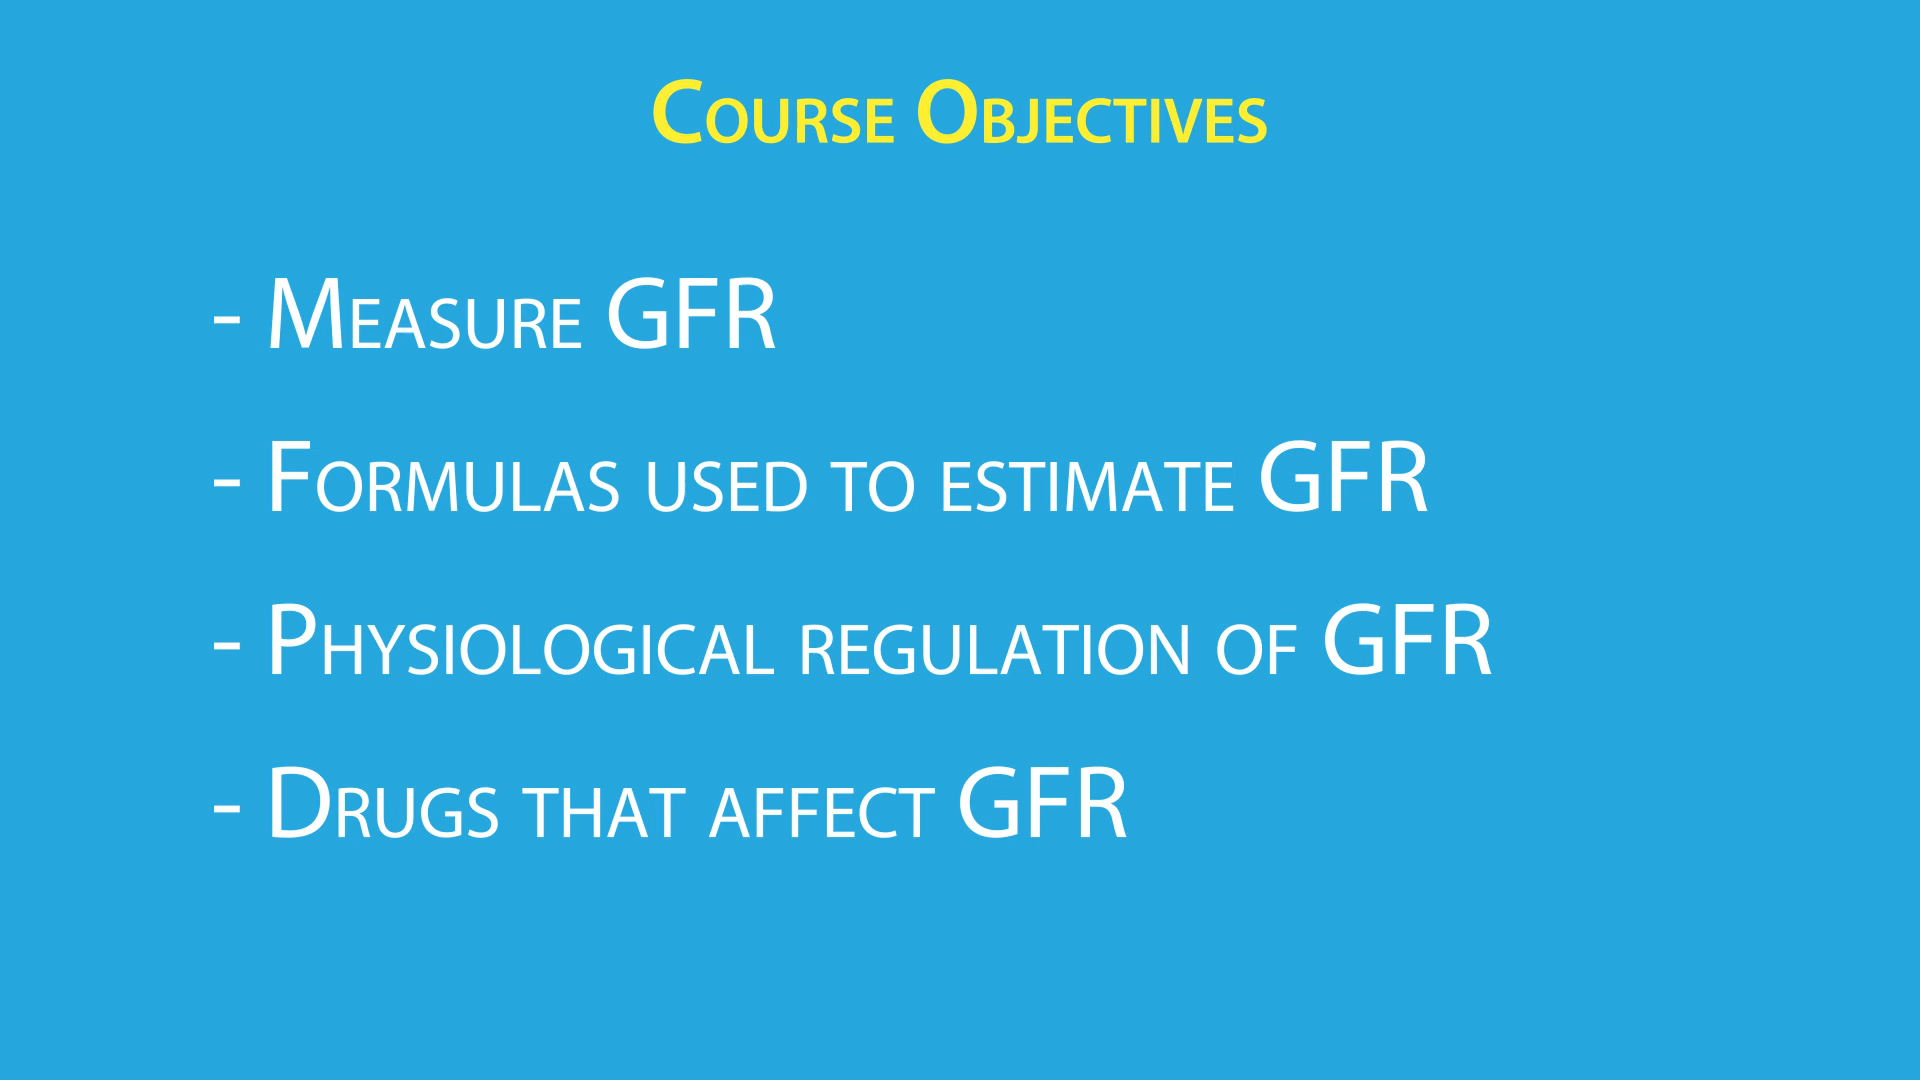 Course Objectives
- Measure GFR
- Formulas used to estimate GFR
- Physiological regulation of GFR
- Drugs that affect GFR